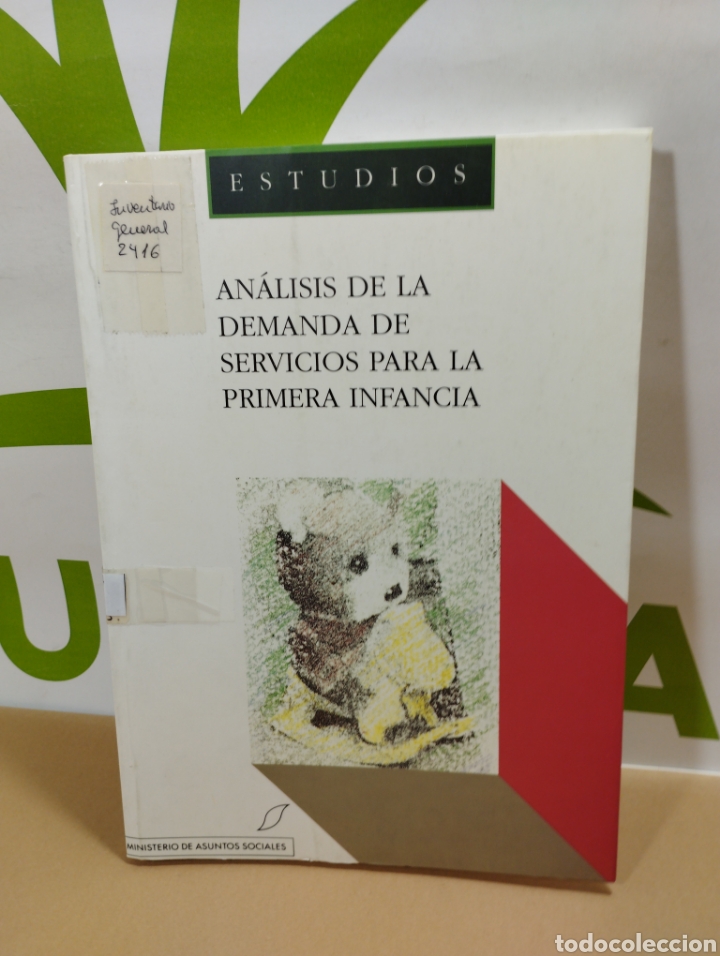 ESTUDIOS
Inventario
General
2416
ANÁLISIS DE LA
DEMANDA DE
SERVICIOS PARA LA
PRIMERA INFANCIA
U
A
MINISTERIO DE ASUNTOS SOCIALES
todocoleccion